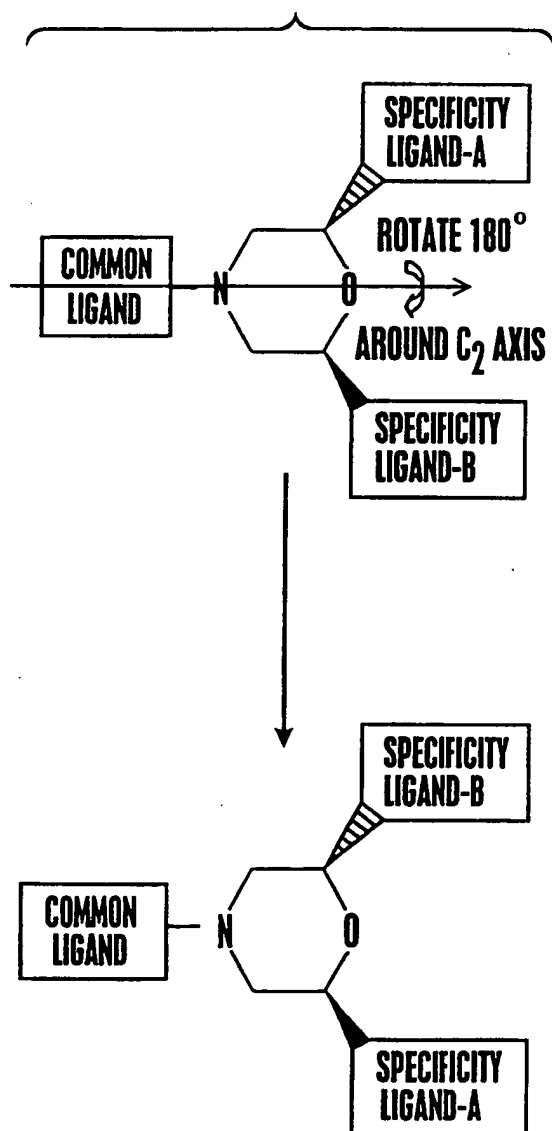 SPECIFICITY
LIGAND-A
ROTATE 180°
COMMON
LIGAND
N
O
AROUND C2 AXIS
SPECIFICITY
LIGAND-B
SPECIFICITY
LIGAND-B
COMMON
LIGAND
N
O
SPECIFICITY
LIGAND-A